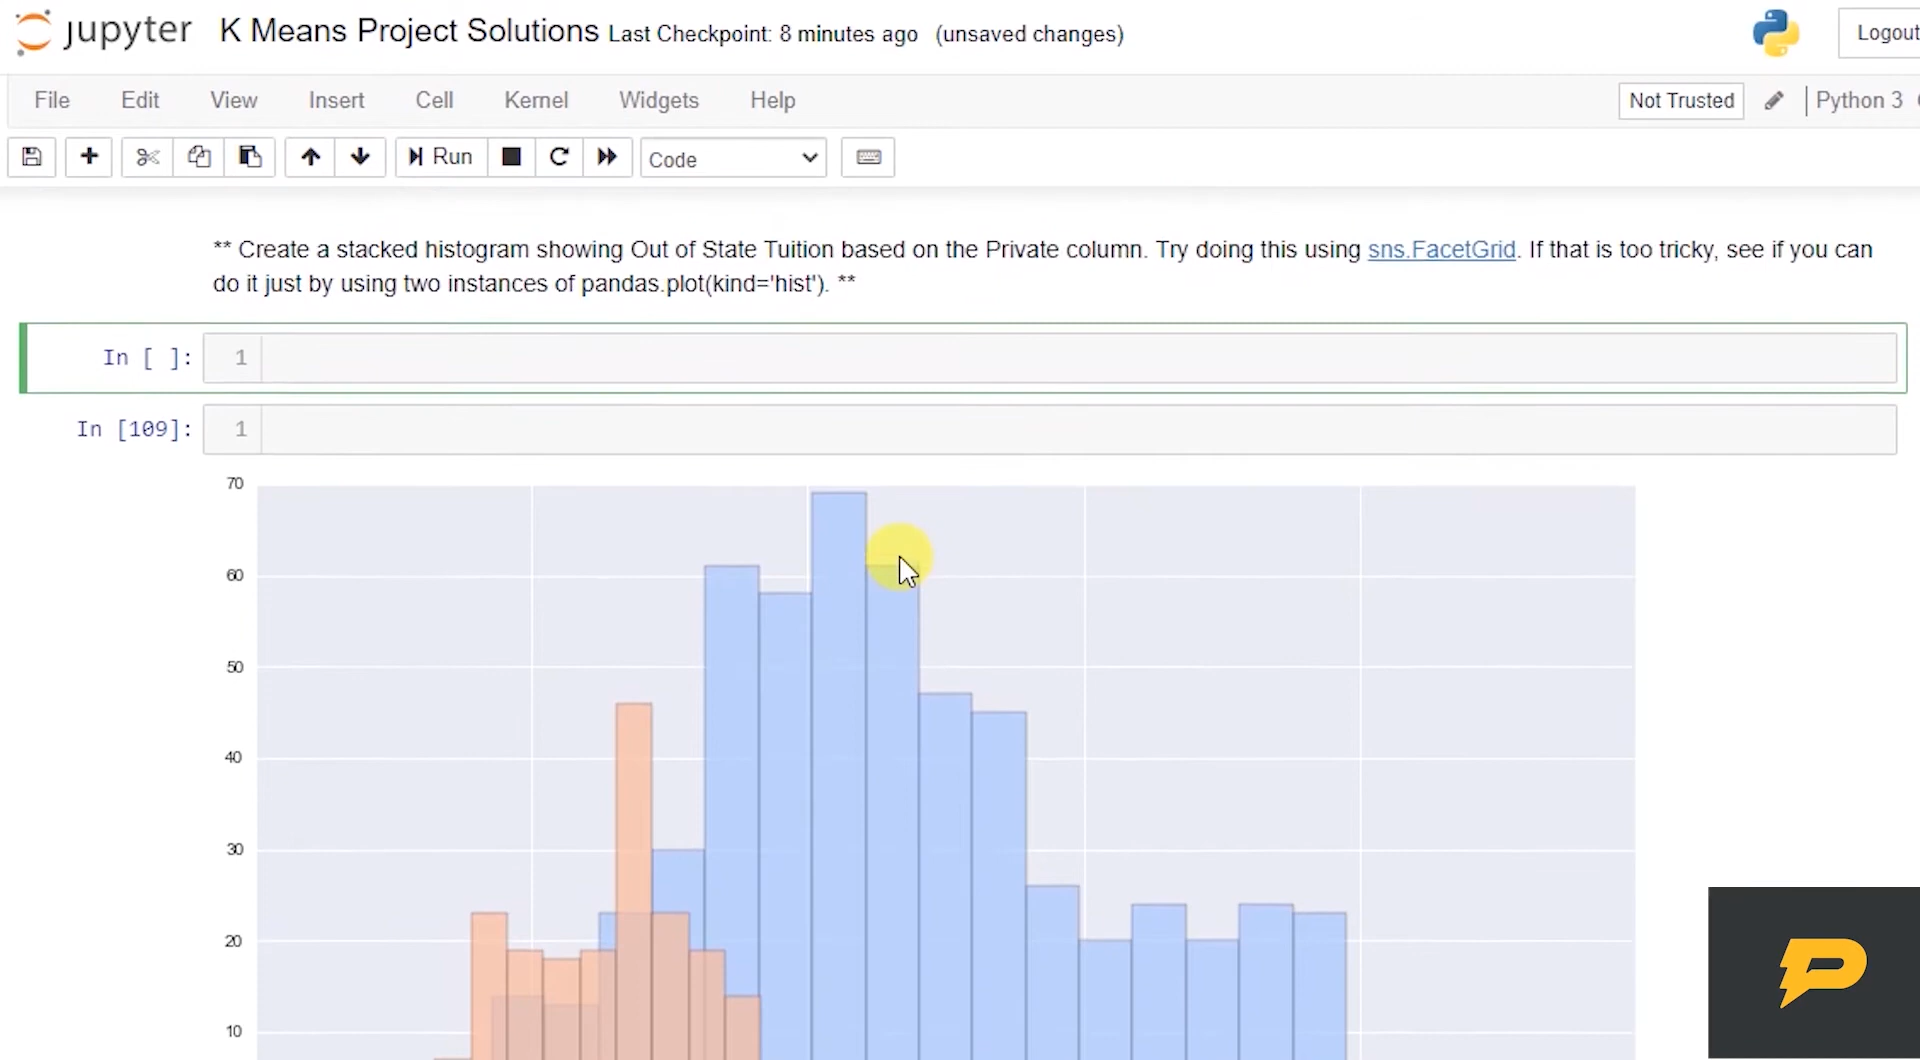 jupyter K Means Project Solutions Last Checkpoint: 8 minutes ago (unsaved changes)
Logout
File Edit View Insert Cell Kernel Widgets Help
Not Trusted Python 3
Run Code
** Create a stacked histogram showing Out of State Tuition based on the Private column. Try doing this using sns.FacetGrid. If that is too tricky, see if you can
do it just by using two instances of pandas.plot(kind='hist'). **
In [ ]: 1
In [109]: 1
70
60
50
40
30
20
10